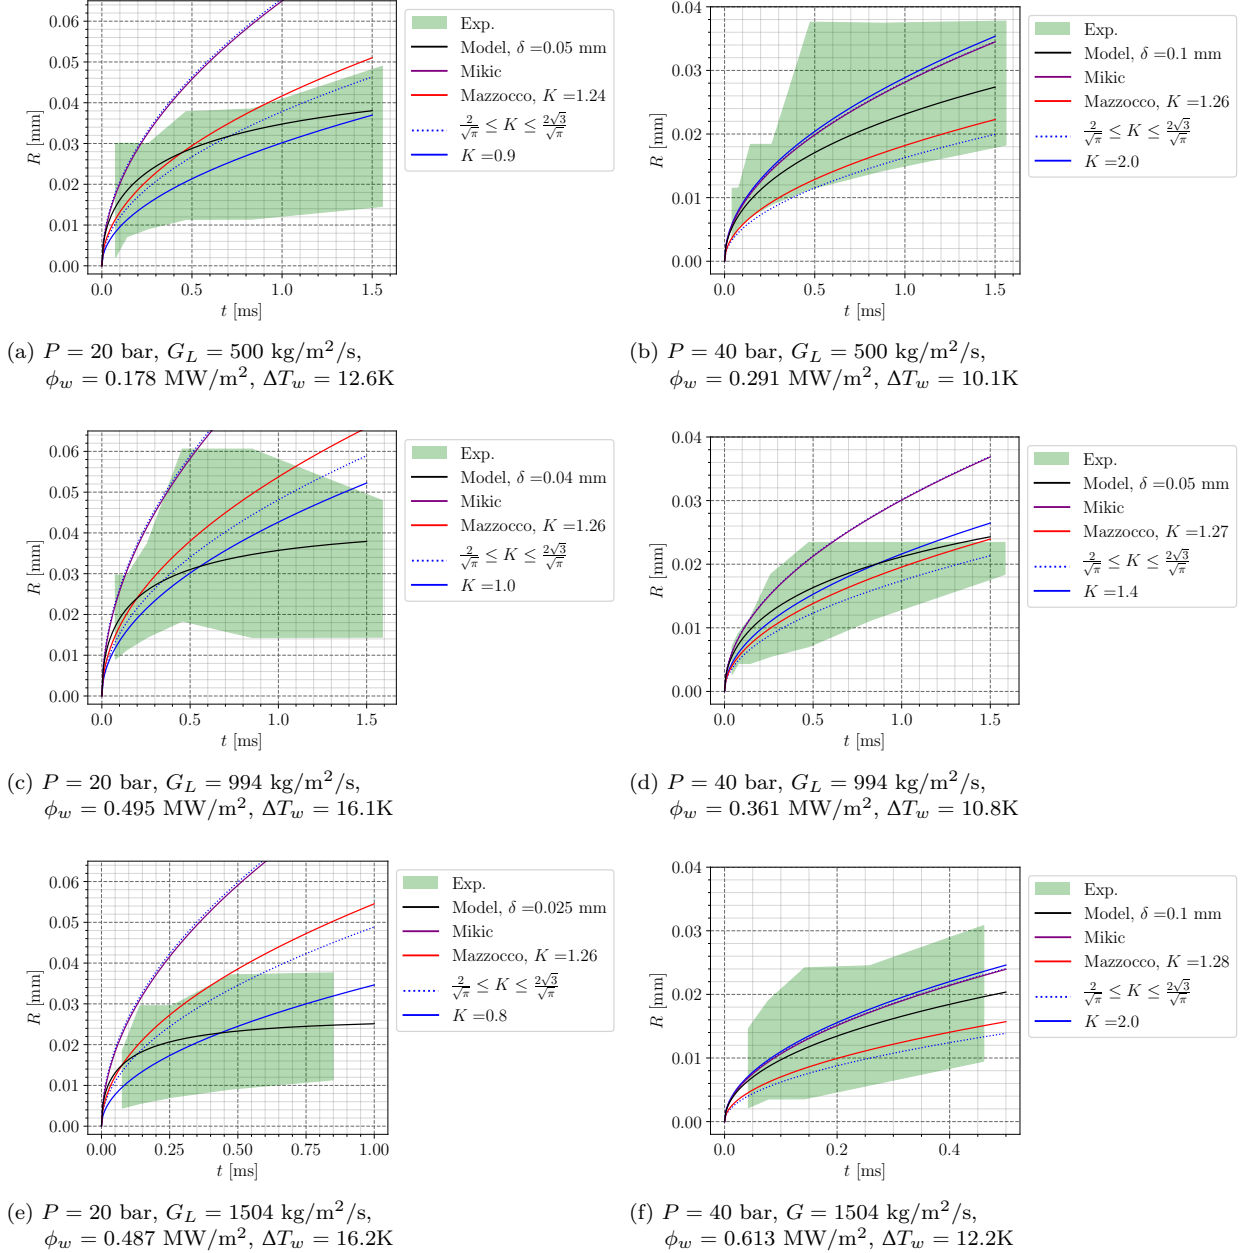 0.06
0.05
0.04
0.03
0.02
0.01
0.00
R [mm]
0.0 0.5 1.0 1.5
t [ms]
Exp.
Model, δ =0.05 mm
Mikic
Mazzocco, K =1.24
2/√π ≤ K ≤ 2√3/√π
K =0.9
(a) P = 20 bar, G_L = 500 kg/m²/s,
ϕ_w = 0.178 MW/m², ΔT_w = 12.6K
0.04
0.03
0.02
0.01
0.00
R [mm]
0.0 0.5 1.0 1.5
t [ms]
Exp.
Model, δ =0.1 mm
Mikic
Mazzocco, K =1.26
2/√π ≤ K ≤ 2√3/√π
K =2.0
(b) P = 40 bar, G_L = 500 kg/m²/s,
ϕ_w = 0.291 MW/m², ΔT_w = 10.1K
0.06
0.05
0.04
0.03
0.02
0.01
0.00
R [mm]
0.0 0.5 1.0 1.5
t [ms]
Exp.
Model, δ =0.04 mm
Mikic
Mazzocco, K =1.26
2/√π ≤ K ≤ 2√3/√π
K =1.0
(c) P = 20 bar, G_L = 994 kg/m²/s,
ϕ_w = 0.495 MW/m², ΔT_w = 16.1K
0.04
0.03
0.02
0.01
0.00
R [mm]
0.0 0.5 1.0 1.5
t [ms]
Exp.
Model, δ =0.05 mm
Mikic
Mazzocco, K =1.27
2/√π ≤ K ≤ 2√3/√π
K =1.4
(d) P = 40 bar, G_L = 994 kg/m²/s,
ϕ_w = 0.361 MW/m², ΔT_w = 10.8K
0.06
0.05
0.04
0.03
0.02
0.01
0.00
R [mm]
0.00 0.25 0.50 0.75 1.00
t [ms]
Exp.
Model, δ =0.025 mm
Mikic
Mazzocco, K =1.26
2/√π ≤ K ≤ 2√3/√π
K =0.8
(e) P = 20 bar, G_L = 1504 kg/m²/s,
ϕ_w = 0.487 MW/m², ΔT_w = 16.2K
0.04
0.03
0.02
0.01
0.00
R [mm]
0.0 0.2 0.4
t [ms]
Exp.
Model, δ =0.1 mm
Mikic
Mazzocco, K =1.28
2/√π ≤ K ≤ 2√3/√π
K =2.0
(f) P = 40 bar, G = 1504 kg/m²/s,
ϕ_w = 0.613 MW/m², ΔT_w = 12.2K